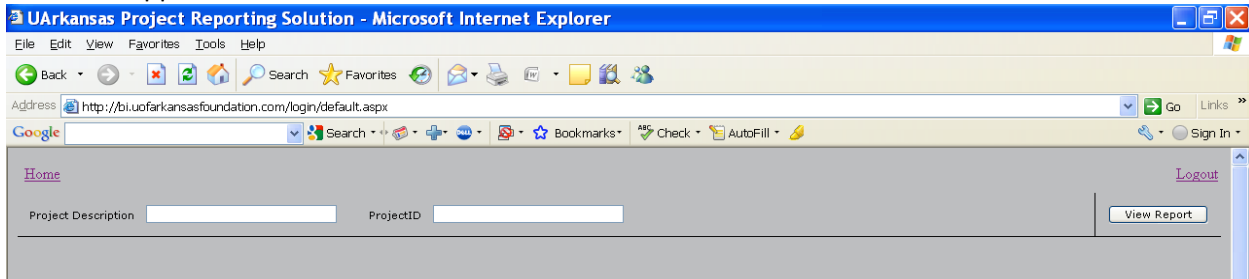 UArkansas Project Reporting Solution - Microsoft Internet Explorer
File Edit View Favorites Tools Help
Back Search Favorites
Address http://bi.uofarkansasfoundation.com/login/default.aspx Go Links »
Google Search Bookmarks ABC Check AutoFill Sign In
Home Logout
Project Description ProjectID View Report